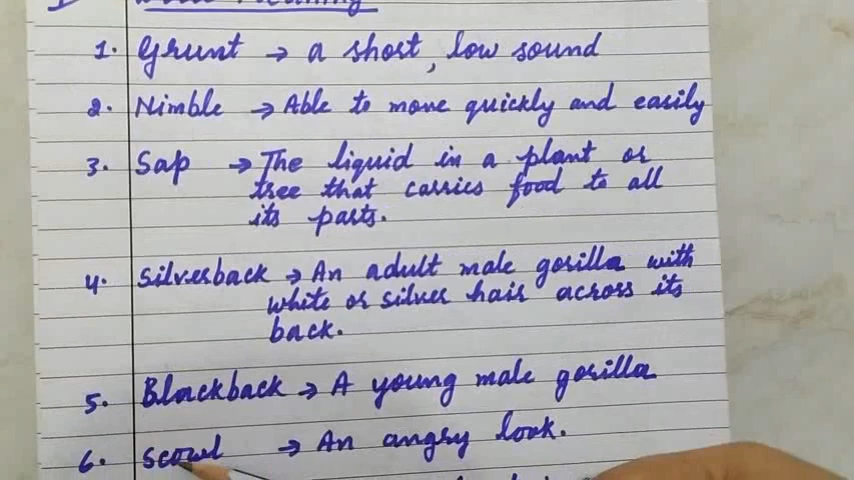 1. Grunt → a short, low sound
2. Nimble → Able to move quickly and easily
3. Sap → The liquid in a plant or
tree that carries food to all
its parts.
4. Silverback → An adult male gorilla with
white or silver hair across its
back.
5. Blackback → A young male gorilla
6. Scowl → An angry look.